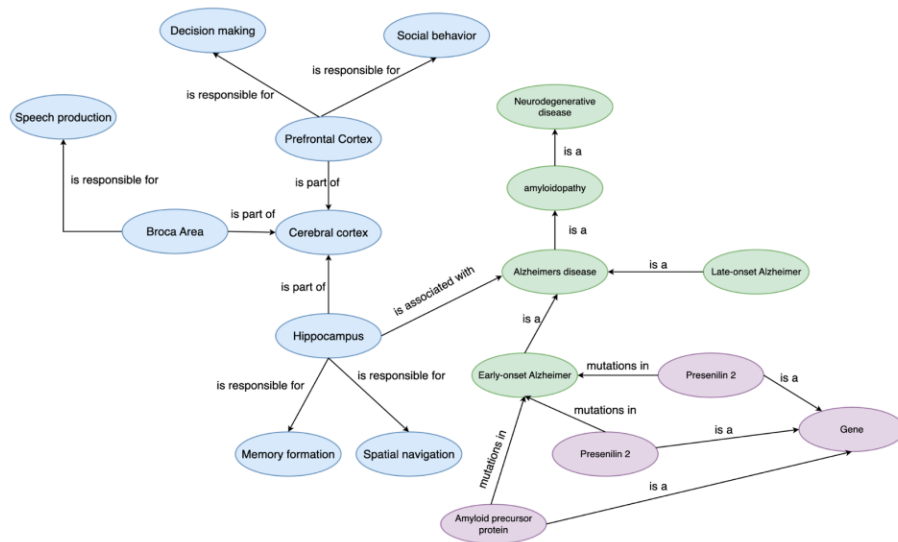 Decision making
Social behavior
is responsible for
is responsible for
Neurodegenerative
disease
Speech production
Prefrontal Cortex
is a
is responsible for
is part of
amyloidopathy
is part of
Broca Area
Cerebral cortex
is a
is associated with
Alzheimers disease
is a
Late-onset Alzheimer
is part of
Hippocampus
is a
is responsible for
is responsible for
Early-onset Alzheimer
mutations in
Presenilin 2
is a
mutations in
Memory formation
Spatial navigation
mutations in
Presenilin 2
is a
Gene
is a
Amyloid precursor
protein